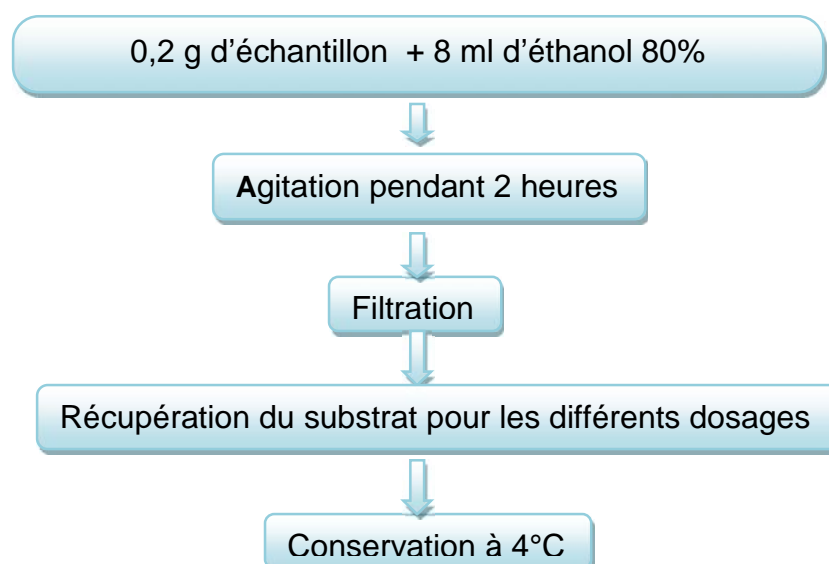 0,2 g d’échantillon + 8 ml d’éthanol 80%
Agitation pendant 2 heures
Filtration
Récupération du substrat pour les différents dosages
Conservation à 4°C